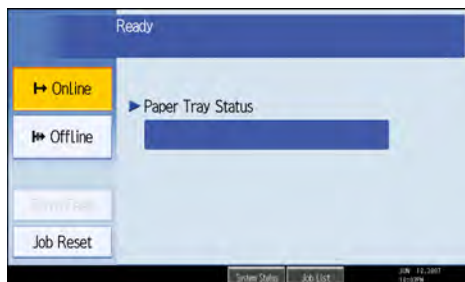 Ready
Online
Paper Tray Status
Offline
Job Reset
System Status
Job List